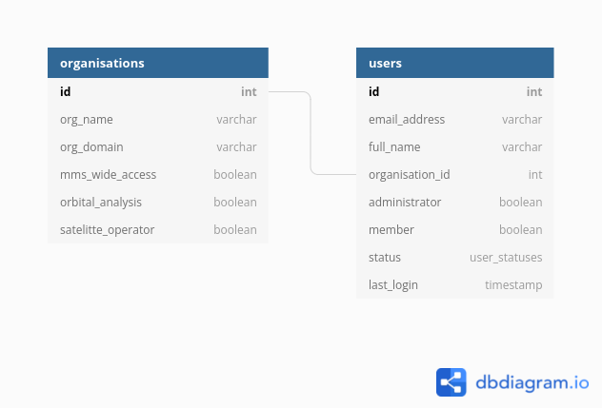 organisations
id int
org_name varchar
org_domain varchar
mms_wide_access boolean
orbital_analysis boolean
satelitte_operator boolean
users
id int
email_address varchar
full_name varchar
organisation_id int
administrator boolean
member boolean
status user_statuses
last_login timestamp
dbdiagram.io